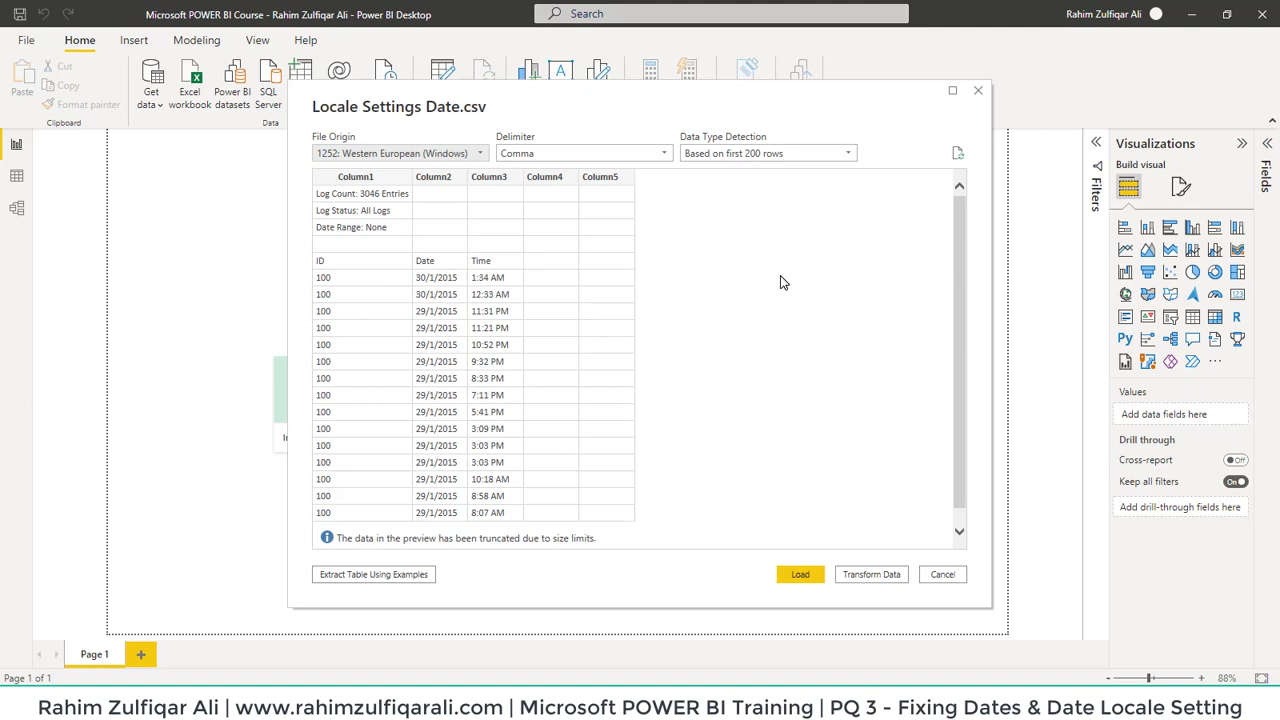 Microsoft POWER BI Course - Rahim Zulfiqar Ali - Power BI Desktop
Search
Rahim Zulfiqar Ali
File Home Insert Modeling View Help
Paste
Cut
Copy
Format painter
Clipboard
Get data
Excel workbook
Power BI datasets
SQL Server
Data
Locale Settings Date.csv
File Origin Delimiter Data Type Detection
1252: Western European (Windows) Comma Based on first 200 rows
Column1 Column2 Column3 Column4 Column5
Log Count: 3046 Entries
Log Status: All Logs
Date Range: None
ID Date Time
100 30/1/2015 1:34 AM
100 30/1/2015 12:33 AM
100 29/1/2015 11:31 PM
100 29/1/2015 11:21 PM
100 29/1/2015 10:52 PM
100 29/1/2015 9:32 PM
100 29/1/2015 8:33 PM
100 29/1/2015 7:11 PM
100 29/1/2015 5:41 PM
100 29/1/2015 3:09 PM
100 29/1/2015 3:03 PM
100 29/1/2015 3:03 PM
100 29/1/2015 10:18 AM
100 29/1/2015 8:58 AM
100 29/1/2015 8:07 AM
The data in the preview has been truncated due to size limits.
Extract Table Using Examples Load Transform Data Cancel
Filters
Visualizations
Build visual
R
Py
123
Values
Add data fields here
Drill through
Cross-report Off
Keep all filters On
Add drill-through fields here
Fields
Page 1
Page 1 of 1
88%
Rahim Zulfiqar Ali | www.rahimzulfiqarali.com | Microsoft POWER BI Training | PQ 3 - Fixing Dates & Date Locale Setting